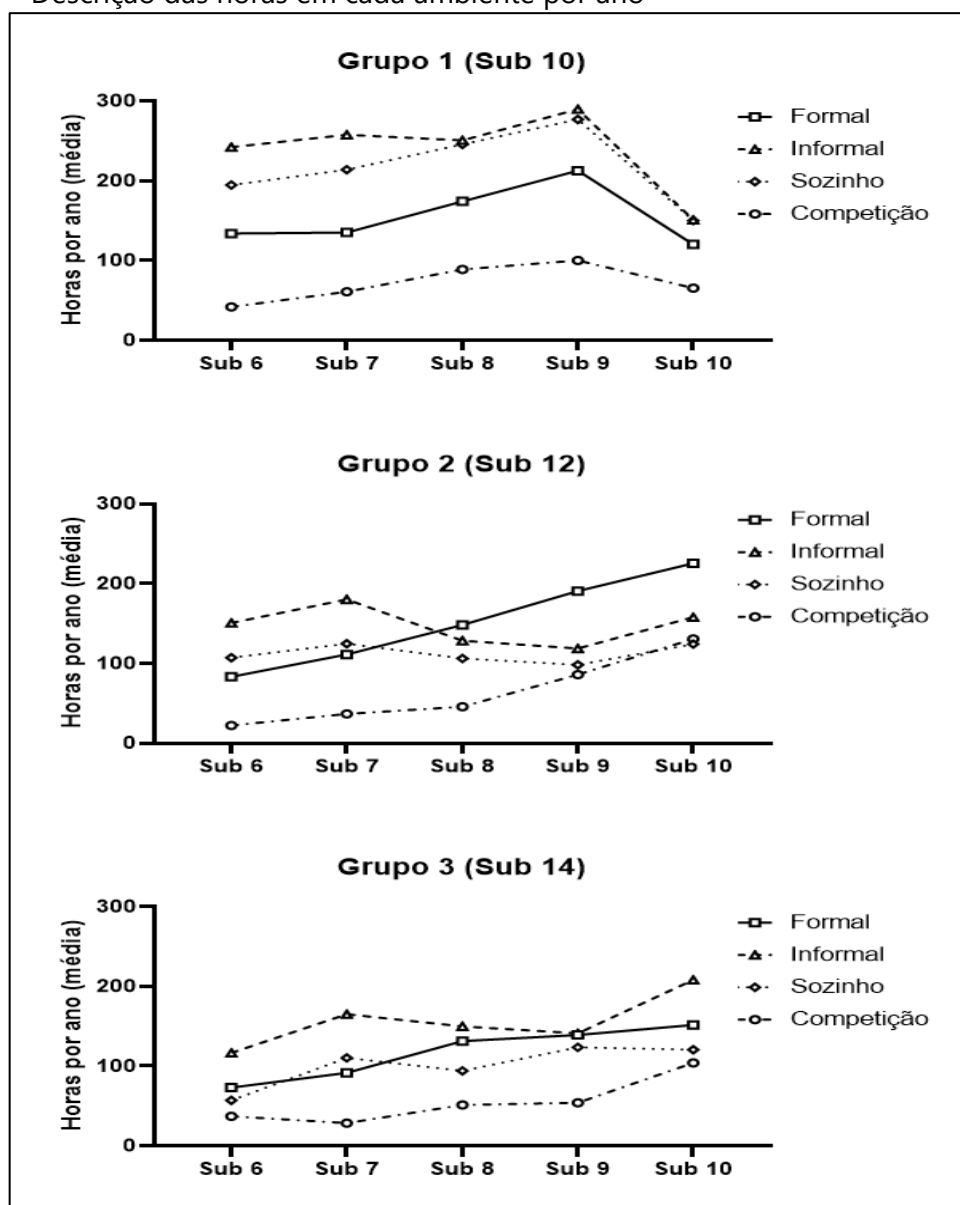 Descrição das horas em cada ambiente por ano
Grupo 1 (Sub 10)
Horas por ano (média)
300
200
100
0
Sub 6 Sub 7 Sub 8 Sub 9 Sub 10
Formal
Informal
Sozinho
Competição
Grupo 2 (Sub 12)
Horas por ano (média)
300
200
100
0
Sub 6 Sub 7 Sub 8 Sub 9 Sub 10
Formal
Informal
Sozinho
Competição
Grupo 3 (Sub 14)
Horas por ano (média)
300
200
100
0
Sub 6 Sub 7 Sub 8 Sub 9 Sub 10
Formal
Informal
Sozinho
Competição